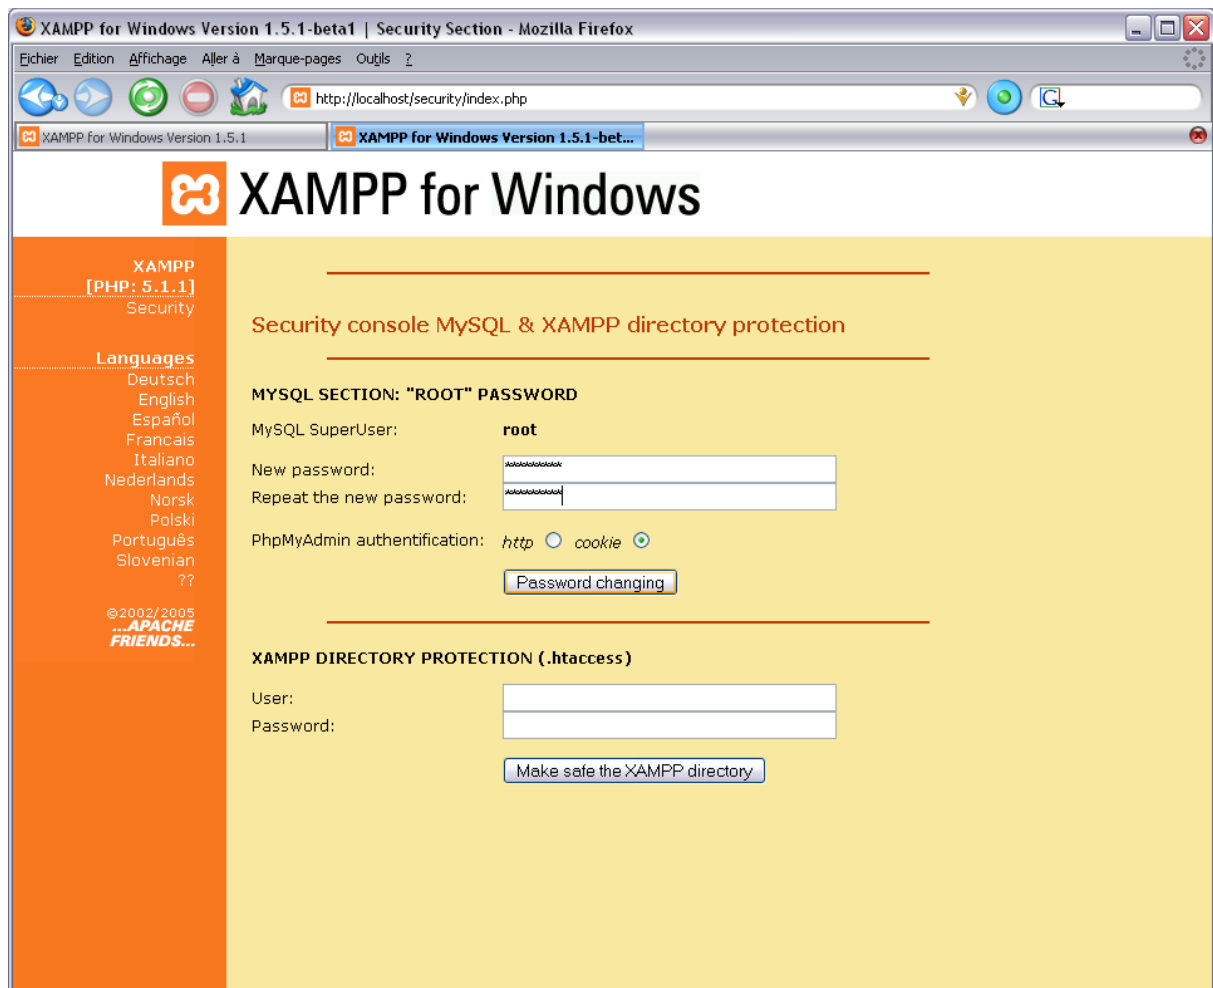 XAMPP for Windows Version 1.5.1-beta1 | Security Section - Mozilla Firefox
Fichier Edition Affichage Aller à Marque-pages Outils ?
http://localhost/security/index.php
G
XAMPP for Windows Version 1.5.1
XAMPP for Windows Version 1.5.1-bet...
XAMPP for Windows
XAMPP
[PHP: 5.1.1]
Security
Languages
Deutsch
English
Español
Francais
Italiano
Nederlands
Norsk
Polski
Português
Slovenian
??
©2002/2005
...APACHE
FRIENDS...
Security console MySQL & XAMPP directory protection
MYSQL SECTION: "ROOT" PASSWORD
MySQL SuperUser: root
New password: **********
Repeat the new password: **********
PhpMyAdmin authentification: http cookie
Password changing
XAMPP DIRECTORY PROTECTION (.htaccess)
User:
Password:
Make safe the XAMPP directory